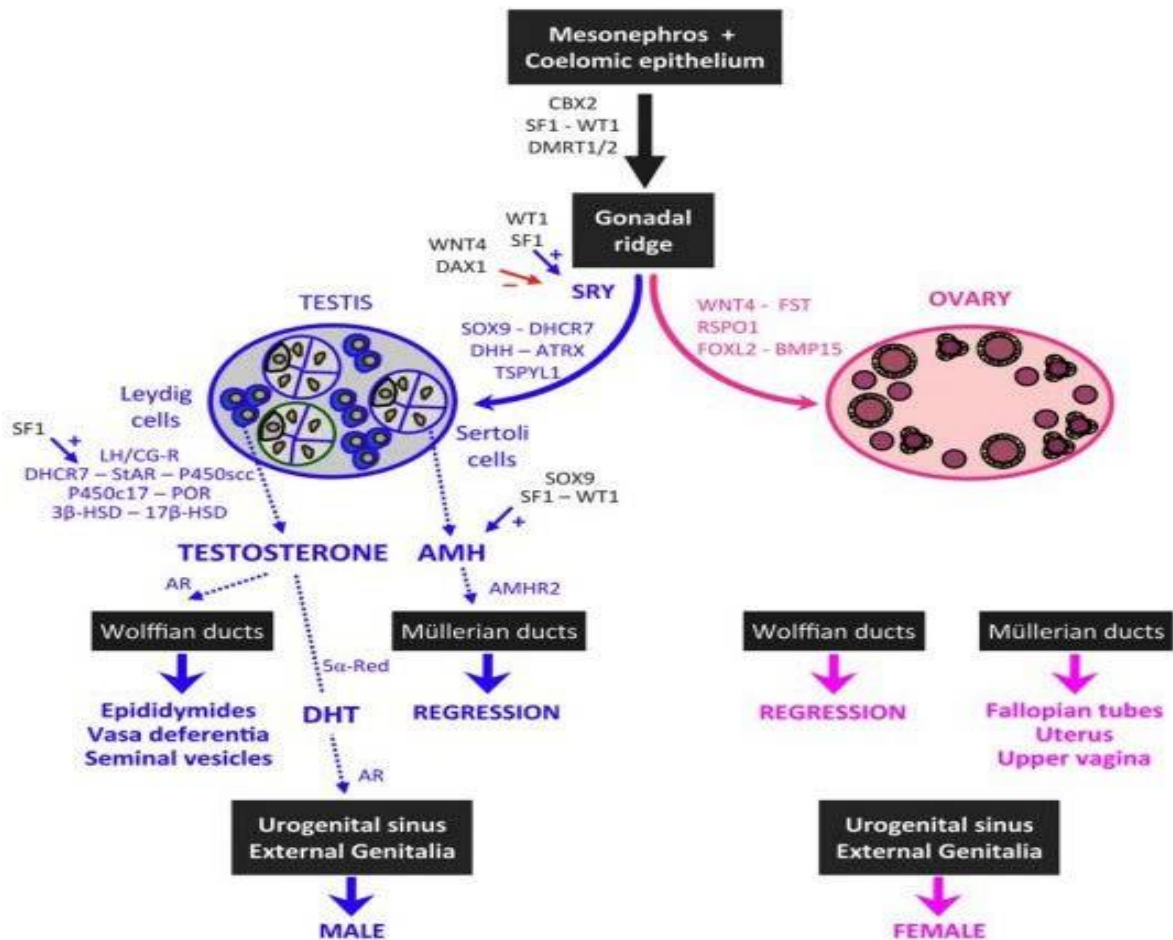 Mesonephros +
Coelomic epithelium
CBX2
SF1 - WT1
DMRT1/2
Gonadal
ridge
WT1
SF1
+
WNT4
DAX1
–
SRY
TESTIS
SOX9 - DHCR7
DHH – ATRX
TSPYL1
WNT4 - FST
RSPO1
FOXL2 - BMP15
OVARY
Leydig
cells
Sertoli
cells
SF1
+
LH/CG-R
DHCR7 – StAR – P450scc
P450c17 – POR
3β-HSD – 17β-HSD
SOX9
SF1 – WT1
+
TESTOSTERONE
AMH
AR
AMHR2
Wolffian ducts
Müllerian ducts
Wolffian ducts
Müllerian ducts
5α-Red
Epididymides
Vasa deferentia
Seminal vesicles
DHT
REGRESSION
REGRESSION
Fallopian tubes
Uterus
Upper vagina
AR
Urogenital sinus
External Genitalia
Urogenital sinus
External Genitalia
MALE
FEMALE